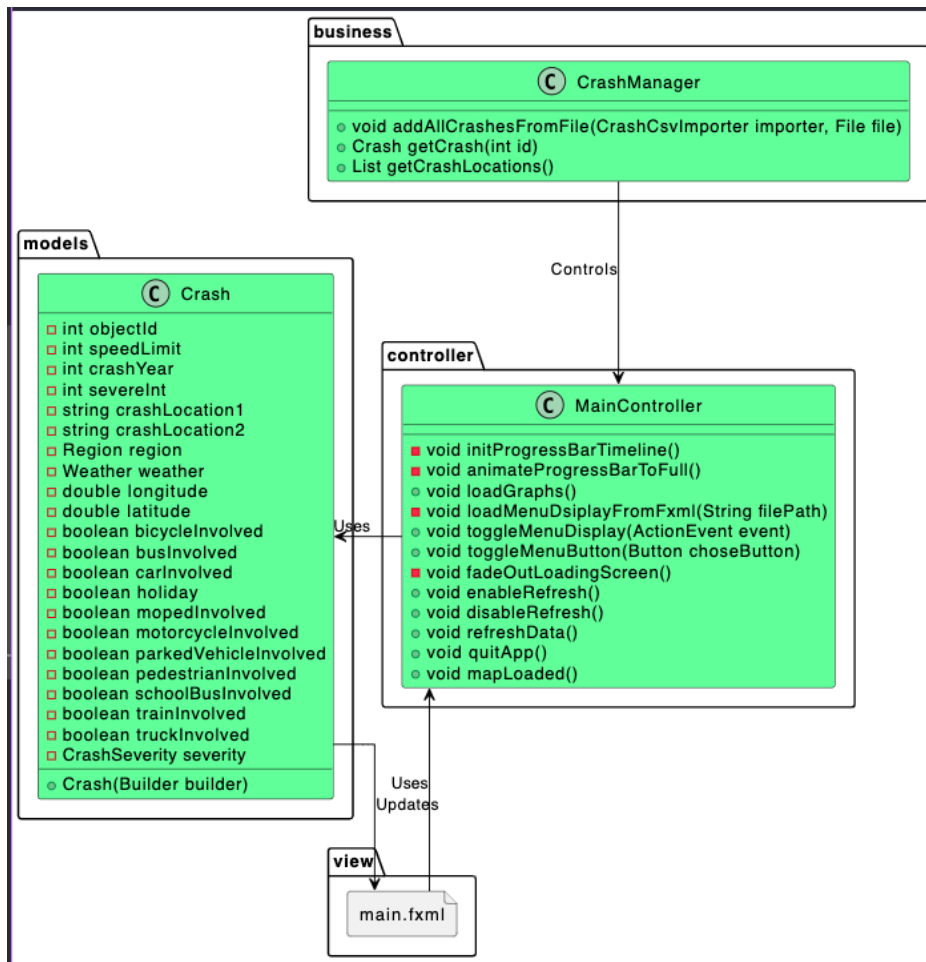 business
C CrashManager
void addAllCrashesFromFile(CrashCsvImporter importer, File file)
Crash getCrash(int id)
List getCrashLocations()
Controls
models
C Crash
int objectId
int speedLimit
int crashYear
int severeInt
string crashLocation1
string crashLocation2
Region region
Weather weather
double longitude
double latitude
boolean bicycleInvolved
boolean busInvolved
boolean carInvolved
boolean holiday
boolean mopedInvolved
boolean motorcycleInvolved
boolean parkedVehicleInvolved
boolean pedestrianInvolved
boolean schoolBusInvolved
boolean trainInvolved
boolean truckInvolved
CrashSeverity severity
Crash(Builder builder)
Uses
controller
C MainController
void initProgressBarTimeline()
void animateProgressBarToFull()
void loadGraphs()
void loadMenuDsiplayFromFxml(String filePath)
void toggleMenuDisplay(ActionEvent event)
void toggleMenuButton(Button choseButton)
void fadeOutLoadingScreen()
void enableRefresh()
void disableRefresh()
void refreshData()
void quitApp()
void mapLoaded()
Uses
Updates
view
main.fxml